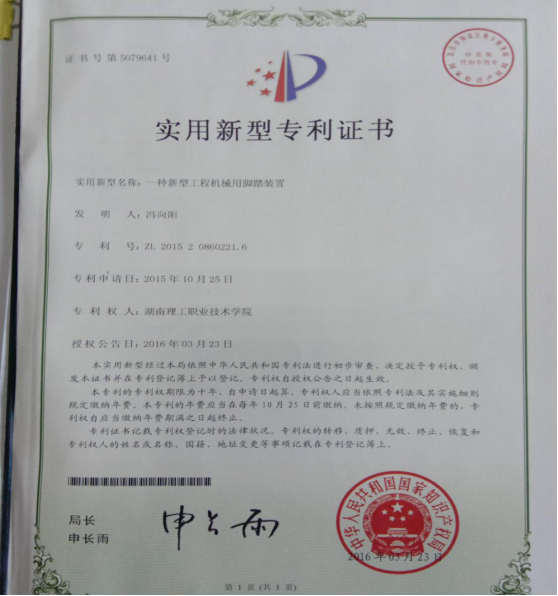 证书号第5079641号
实用新型专利证书
实用新型名称：一种新型工程机械用脚踏装置
发明人：冯向阳
专利号：ZL 2015 2 0860221.6
专利申请日：2015年10月25日
专利权人：湖南理工职业技术学院
授权公告日：2016年03月23日
本实用新型经过本局依照中华人民共和国专利法进行初步审查，决定授予专利权，颁
发本证书并在专利登记簿上予以登记。专利权自授权公告之日起生效。
本专利的专利权期限为十年，自申请日起算。专利权人应当依照专利法及其实施细则
规定缴纳年费。本专利的年费应当在每年10月25日前缴纳。未按照规定缴纳年费的，专
利权自应当缴纳年费期满之日起终止。
专利证书记载专利权登记时的法律状况。专利权的转移、质押、无效、终止、恢复和
专利权人的姓名或名称、国籍、地址变更等事项记载在专利登记簿上。
局长
申长雨
申长雨
中华人民共和国国家知识产权局
2016年03月23日
第1页(共1页)